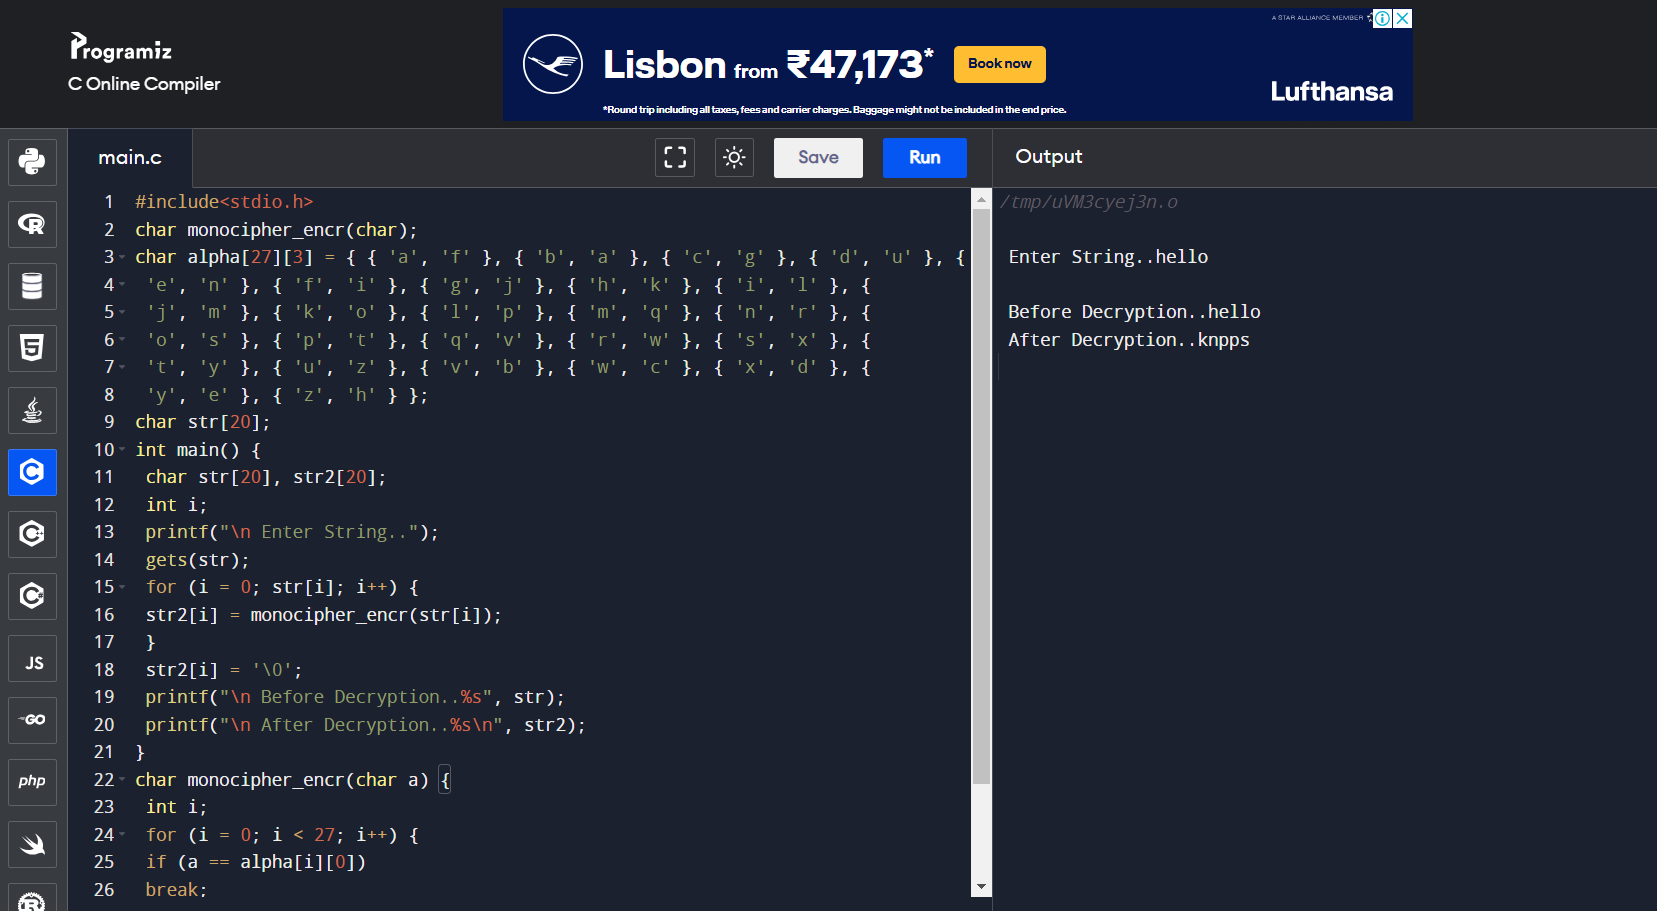 Programiz
C Online Compiler
A STAR ALLIANCE MEMBER
Lisbon from ₹47,173*
Book now
Lufthansa
*Round trip including all taxes, fees and carrier charges. Baggage might not be included in the end price.
main.c
Save
Run
Output
1 #include<stdio.h>
2 char monocipher_encr(char);
3 char alpha[27][3] = { { 'a', 'f' }, { 'b', 'a' }, { 'c', 'g' }, { 'd', 'u' }, {
4 'e', 'n' }, { 'f', 'i' }, { 'g', 'j' }, { 'h', 'k' }, { 'i', 'l' }, {
5 'j', 'm' }, { 'k', 'o' }, { 'l', 'p' }, { 'm', 'q' }, { 'n', 'r' }, {
6 'o', 's' }, { 'p', 't' }, { 'q', 'v' }, { 'r', 'w' }, { 's', 'x' }, {
7 't', 'y' }, { 'u', 'z' }, { 'v', 'b' }, { 'w', 'c' }, { 'x', 'd' }, {
8 'y', 'e' }, { 'z', 'h' } };
9 char str[20];
10 int main() {
11 char str[20], str2[20];
12 int i;
13 printf("\n Enter String..");
14 gets(str);
15 for (i = 0; str[i]; i++) {
16 str2[i] = monocipher_encr(str[i]);
17 }
18 str2[i] = '\0';
19 printf("\n Before Decryption..%s", str);
20 printf("\n After Decryption..%s\n", str2);
21 }
22 char monocipher_encr(char a) {
23 int i;
24 for (i = 0; i < 27; i++) {
25 if (a == alpha[i][0])
26 break;
/tmp/uVM3cyej3n.o
Enter String..hello
Before Decryption..hello
After Decryption..knpps
R
5
C
C
C
JS
GO
php
R